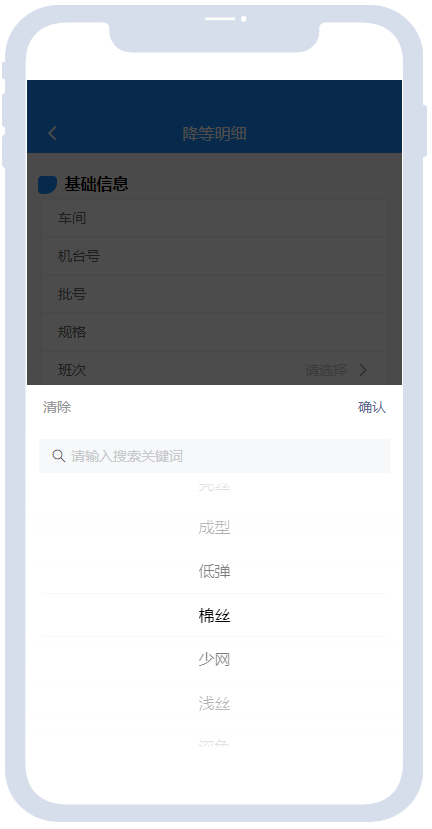 降等明细
基础信息
车间
机台号
批号
规格
班次 请选择
清除 确认
请输入搜索关键词
成型
低弹
棉丝
少网
浅丝
深色